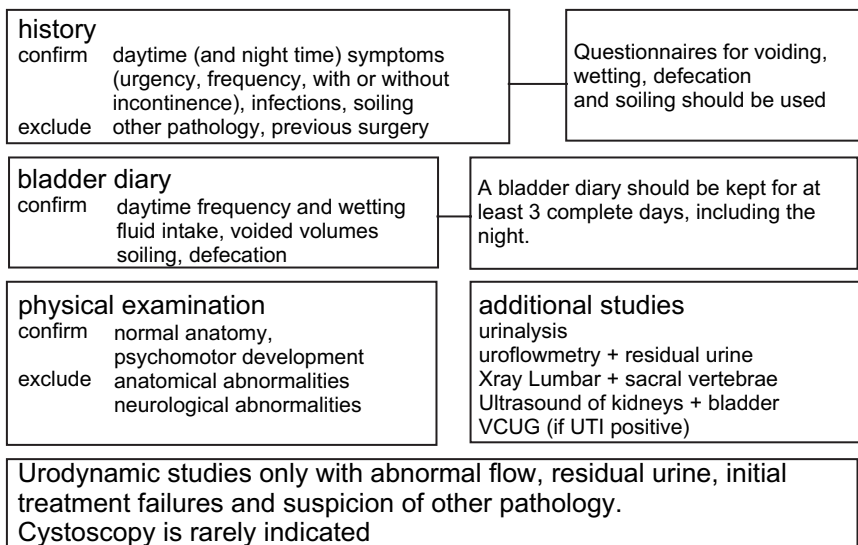 history
confirm daytime (and night time) symptoms
(urgency, frequency, with or without
incontinence), infections, soiling
exclude other pathology, previous surgery
Questionnaires for voiding,
wetting, defecation
and soiling should be used
bladder diary
confirm daytime frequency and wetting
fluid intake, voided volumes
soiling, defecation
A bladder diary should be kept for at
least 3 complete days, including the
night.
physical examination
confirm normal anatomy,
psychomotor development
exclude anatomical abnormalities
neurological abnormalities
additional studies
urinalysis
uroflowmetry + residual urine
Xray Lumbar + sacral vertebrae
Ultrasound of kidneys + bladder
VCUG (if UTI positive)
Urodynamic studies only with abnormal flow, residual urine, initial
treatment failures and suspicion of other pathology.
Cystoscopy is rarely indicated